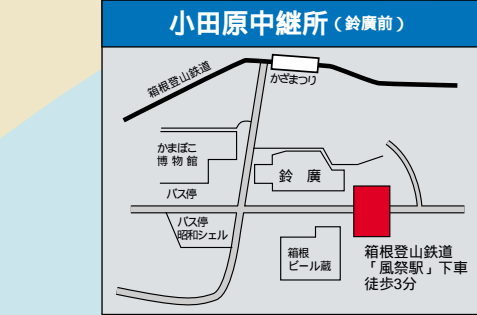 小田原中継所（鈴廣前）
かざまつり
箱根登山鉄道
かまぼこ
博物館
鈴 廣
バス停
バス停
昭和シェル
箱根
ビール蔵
箱根登山鉄道
「風祭駅」下車
徒歩3分